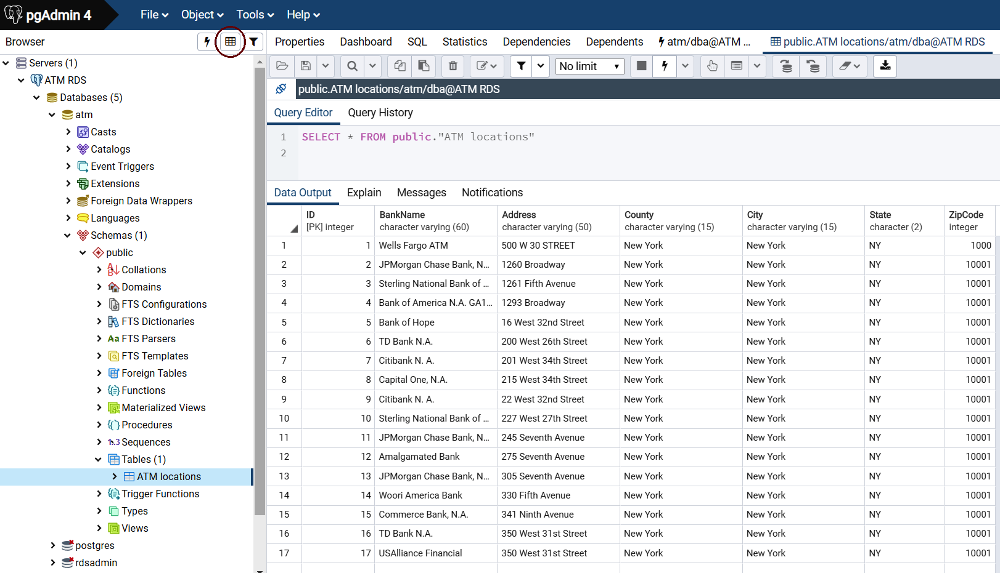 pgAdmin 4
File Object Tools Help
Browser
Properties Dashboard SQL Statistics Dependencies Dependents atm/dba@ATM ... public.ATM locations/atm/dba@ATM RDS
No limit
public.ATM locations/atm/dba@ATM RDS
Query Editor Query History
1 SELECT * FROM public."ATM locations"
2
Data Output Explain Messages Notifications
Servers (1)
ATM RDS
Databases (5)
atm
Casts
Catalogs
Event Triggers
Extensions
Foreign Data Wrappers
Languages
Schemas (1)
public
Collations
Domains
FTS Configurations
FTS Dictionaries
Aa FTS Parsers
FTS Templates
Foreign Tables
Functions
Materialized Views
Procedures
1..3 Sequences
Tables (1)
ATM locations
Trigger Functions
Types
Views
postgres
rdsadmin
ID BankName Address County City State ZipCode
[PK] integer character varying (60) character varying (50) character varying (15) character varying (15) character (2) integer
1 1 Wells Fargo ATM 500 W 30 STREET New York New York NY 1000
2 2 JPMorgan Chase Bank, N... 1260 Broadway New York New York NY 10001
3 3 Sterling National Bank of ... 1261 Fifth Avenue New York New York NY 10001
4 4 Bank of America N.A. GA1... 1293 Broadway New York New York NY 10001
5 5 Bank of Hope 16 West 32nd Street New York New York NY 10001
6 6 TD Bank N.A. 200 West 26th Street New York New York NY 10001
7 7 Citibank N. A. 201 West 34th Street New York New York NY 10001
8 8 Capital One, N.A. 215 West 34th Street New York New York NY 10001
9 9 Citibank N. A. 22 West 32nd Street New York New York NY 10001
10 10 Sterling National Bank of ... 227 West 27th Street New York New York NY 10001
11 11 JPMorgan Chase Bank, N... 245 Seventh Avenue New York New York NY 10001
12 12 Amalgamated Bank 275 Seventh Avenue New York New York NY 10001
13 13 JPMorgan Chase Bank, N... 305 Seventh Avenue New York New York NY 10001
14 14 Woori America Bank 330 Fifth Avenue New York New York NY 10001
15 15 Commerce Bank, N.A. 341 Ninth Avenue New York New York NY 10001
16 16 TD Bank N.A. 350 West 31st Street New York New York NY 10001
17 17 USAlliance Financial 350 West 31st Street New York New York NY 10001